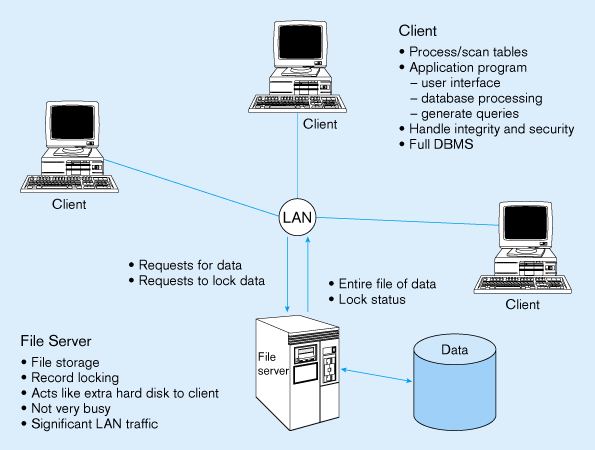 Client
• Process/scan tables
• Application program
– user interface
– database processing
– generate queries
• Handle integrity and security
• Full DBMS
Client
Client
LAN
Client
• Requests for data
• Requests to lock data
• Entire file of data
• Lock status
File Server
• File storage
• Record locking
• Acts like extra hard disk to client
• Not very busy
• Significant LAN traffic
File
server
Data